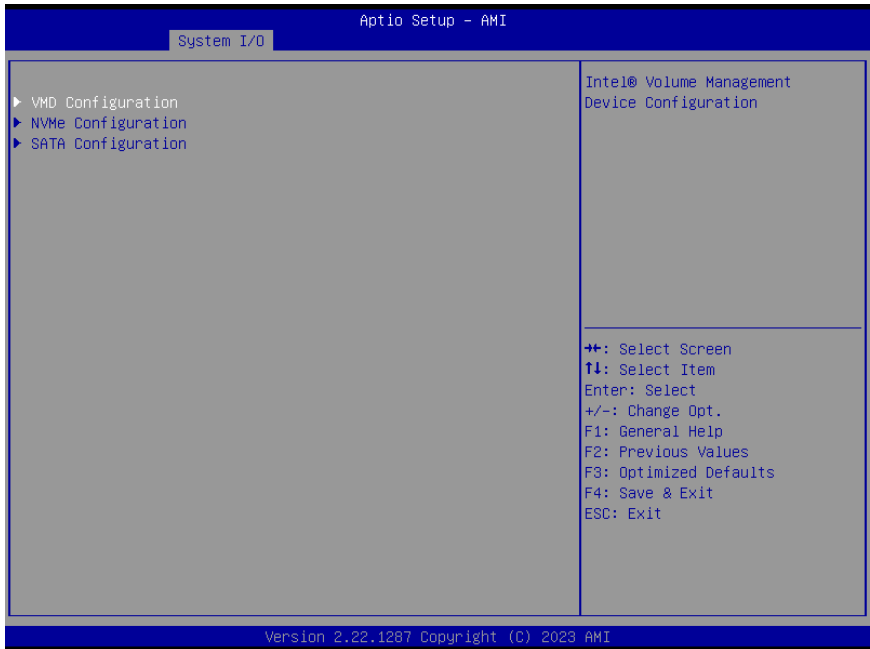 Aptio Setup - AMI
System I/O
▶ VMD Configuration
▶ NVMe Configuration
▶ SATA Configuration
Intel® Volume Management
Device Configuration
→←: Select Screen
↑↓: Select Item
Enter: Select
+/-: Change Opt.
F1: General Help
F2: Previous Values
F3: Optimized Defaults
F4: Save & Exit
ESC: Exit
Version 2.22.1287 Copyright (C) 2023 AMI